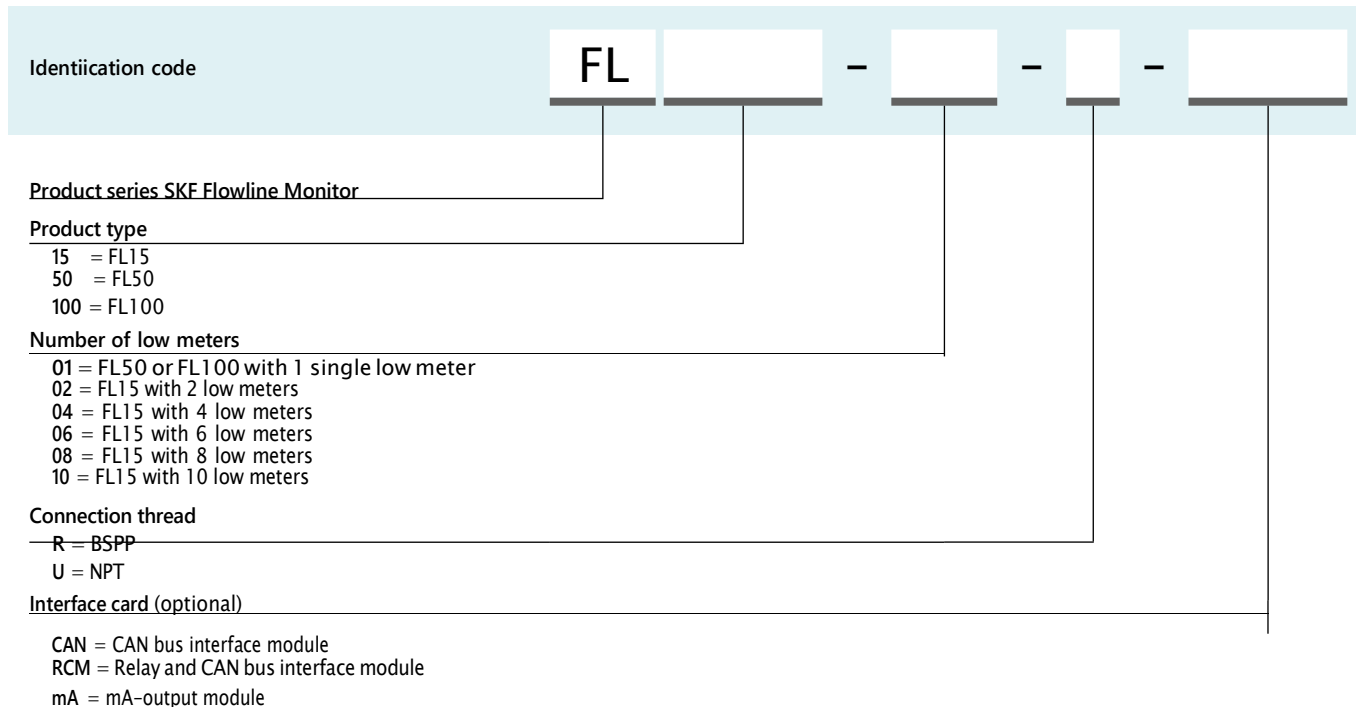 Identiication code FL – – –
Product series SKF Flowline Monitor
Product type
15 = FL15
50 = FL50
100 = FL100
Number of low meters
01 = FL50 or FL100 with 1 single low meter
02 = FL15 with 2 low meters
04 = FL15 with 4 low meters
06 = FL15 with 6 low meters
08 = FL15 with 8 low meters
10 = FL15 with 10 low meters
Connection thread
R = BSPP
U = NPT
Interface card (optional)
CAN = CAN bus interface module
RCM = Relay and CAN bus interface module
mA = mA–output module